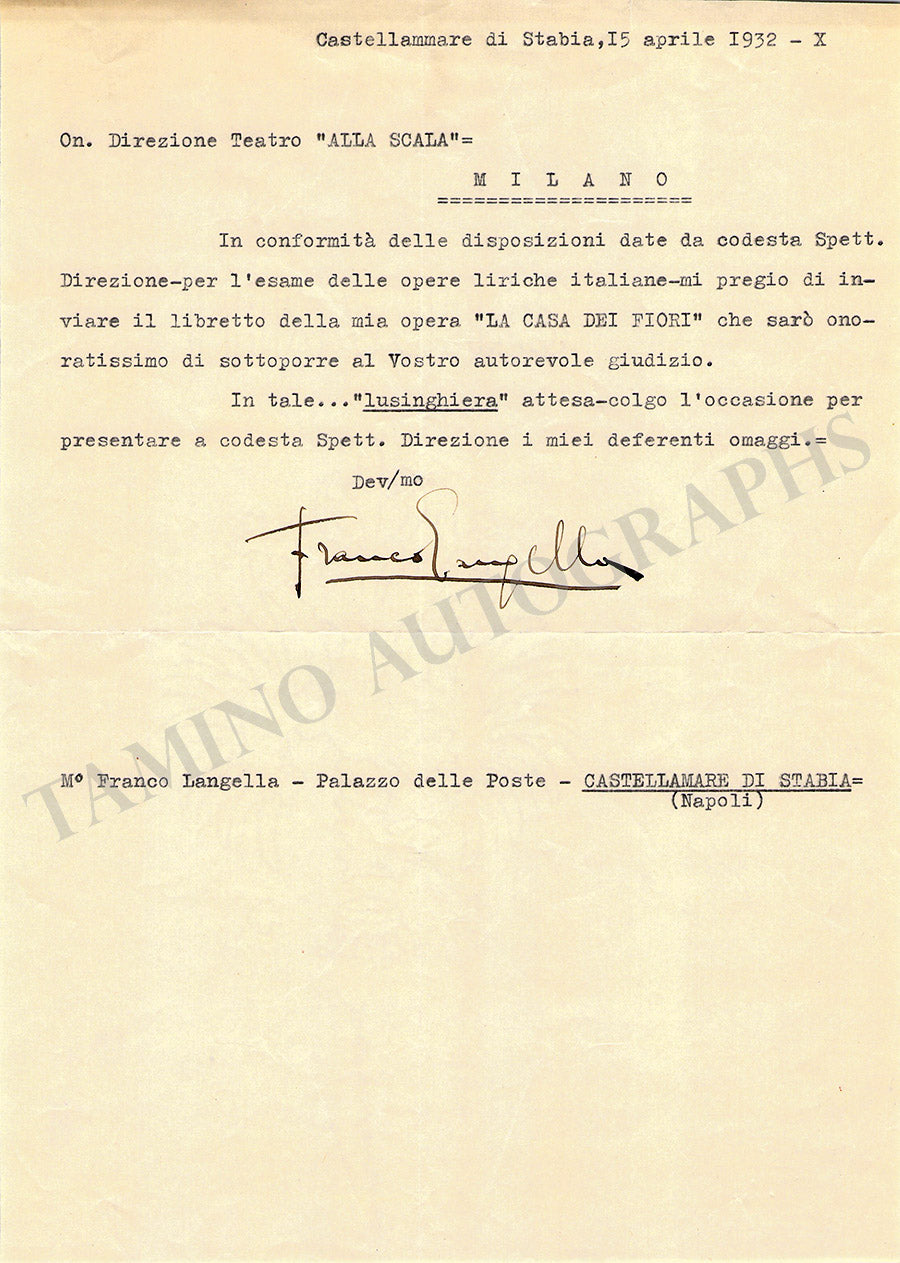 Castellammare di Stabia,15 aprile 1932 - X
On. Direzione Teatro "ALLA SCALA"=
M I L A N O
=====================
In conformità delle disposizioni date da codesta Spett.
Direzione-per l'esame delle opere liriche italiane-mi pregio di in-
viare il libretto della mia opera "LA CASA DEI FIORI" che sarò ono-
ratissimo di sottoporre al Vostro autorevole giudizio.
In tale..."lusinghiera" attesa-colgo l'occasione per
presentare a codesta Spett. Direzione i miei deferenti omaggi.=
Dev/mo
Franco Langella
TAMINO AUTOGRAPHS
Mº Franco Langella - Palazzo delle Poste - CASTELLAMARE DI STABIA=
(Napoli)